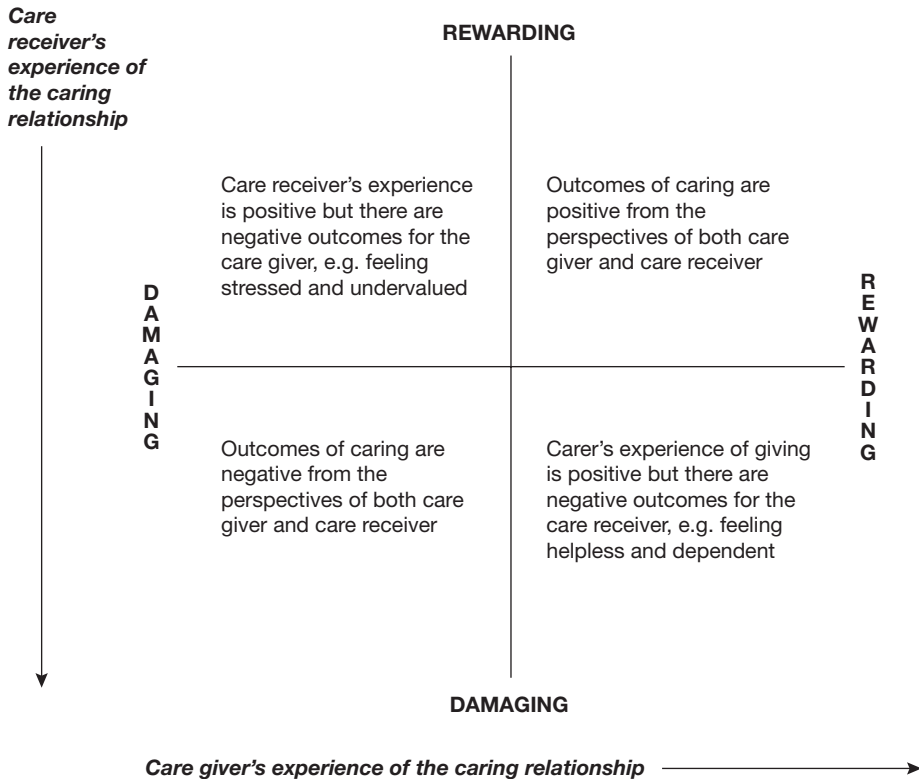 Care
receiver's
experience of
the caring
relationship
REWARDING
Care receiver's experience
is positive but there are
negative outcomes for the
care giver, e.g. feeling
stressed and undervalued
Outcomes of caring are
positive from the
perspectives of both care
giver and care receiver
DAMAGING
REWARDING
Outcomes of caring are
negative from the
perspectives of both care
giver and care receiver
Carer's experience of giving
is positive but there are
negative outcomes for the
care receiver, e.g. feeling
helpless and dependent
DAMAGING
Care giver's experience of the caring relationship